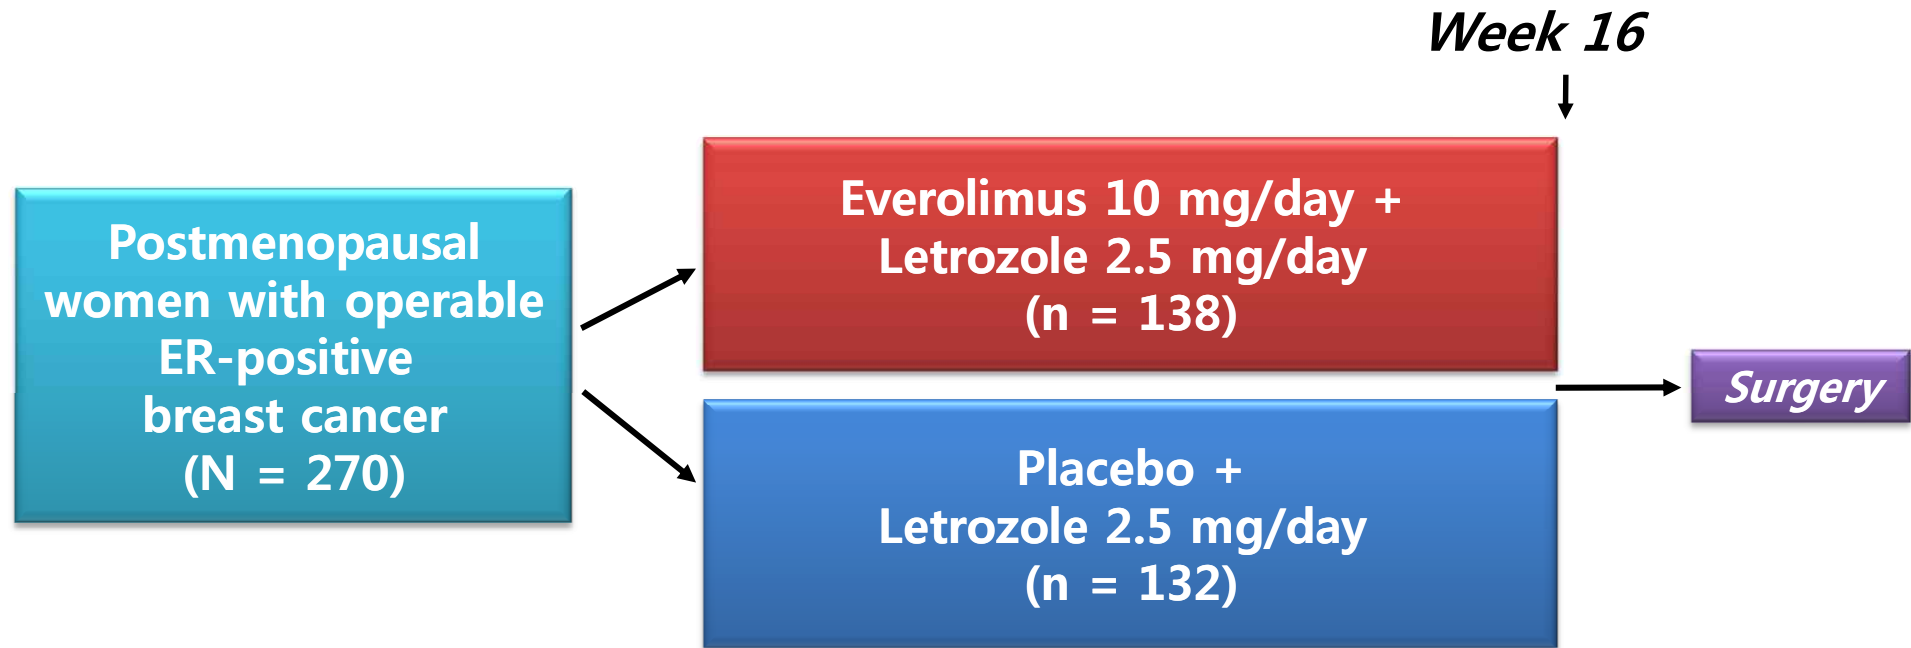 Week 16
Postmenopausal
women with operable
ER-positive
breast cancer
(N = 270)
Everolimus 10 mg/day +
Letrozole 2.5 mg/day
(n = 138)
Placebo +
Letrozole 2.5 mg/day
(n = 132)
Surgery